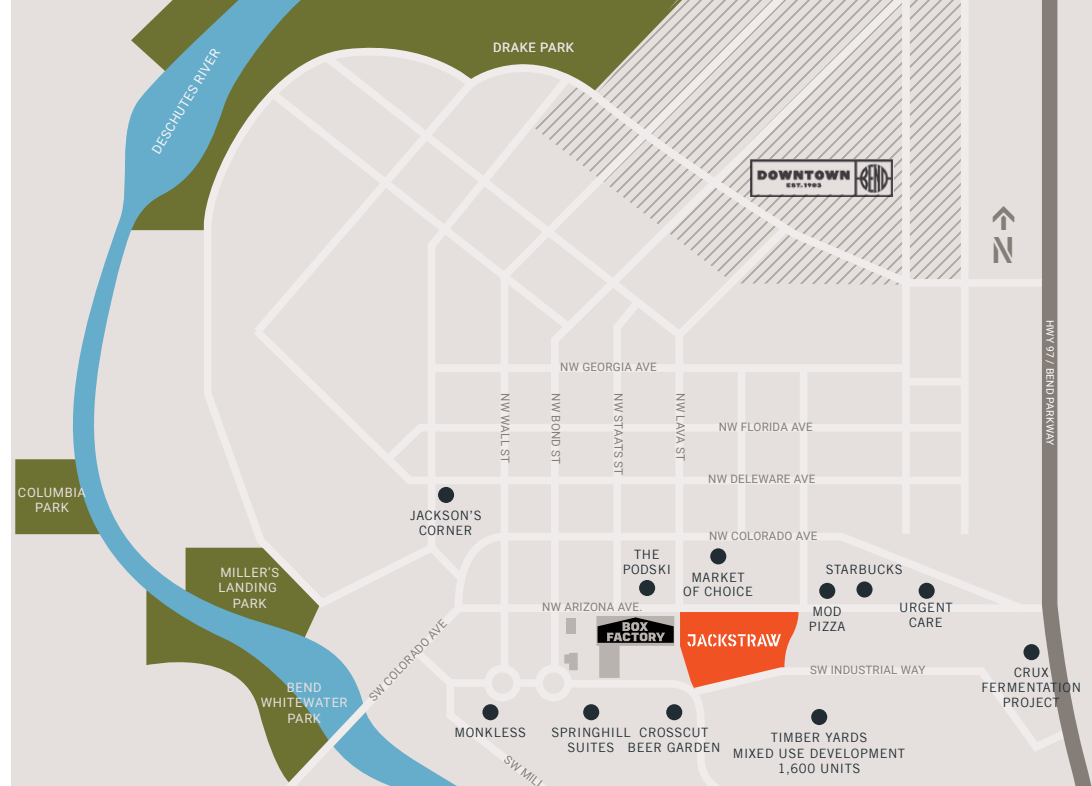 DRAKE PARK
DESCHUTES RIVER
DOWNTOWN
EST. 1903
BEND
N
HWY 97 / BEND PARKWAY
NW GEORGIA AVE
NW WALL ST
NW BOND ST
NW STAATS ST
NW LAVA ST
NW FLORIDA AVE
NW DELEWARE AVE
COLUMBIA
PARK
JACKSON'S
CORNER
NW COLORADO AVE
THE
PODSKI
MARKET
OF CHOICE
STARBUCKS
MOD
PIZZA
URGENT
CARE
MILLER'S
LANDING
PARK
NW ARIZONA AVE.
BOX
FACTORY
JACKSTRAW
SW COLORADO AVE
SW INDUSTRIAL WAY
CRUX
FERMENTATION
PROJECT
BEND
WHITEWATER
PARK
MONKLESS
SPRINGHILL
SUITES
CROSSCUT
BEER GARDEN
TIMBER YARDS
MIXED USE DEVELOPMENT
1,600 UNITS
SW MILL